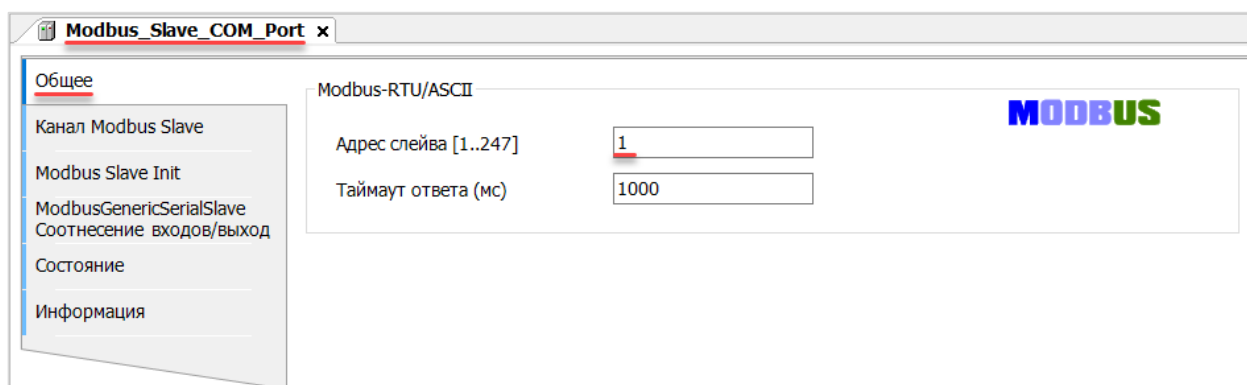 Modbus_Slave_COM_Port x
Общее
Канал Modbus Slave
Modbus Slave Init
ModbusGenericSerialSlave
Соотнесение входов/выход
Состояние
Информация
Modbus-RTU/ASCII
MODBUS
Адрес слейва [1..247]
1
Таймаут ответа (мс)
1000